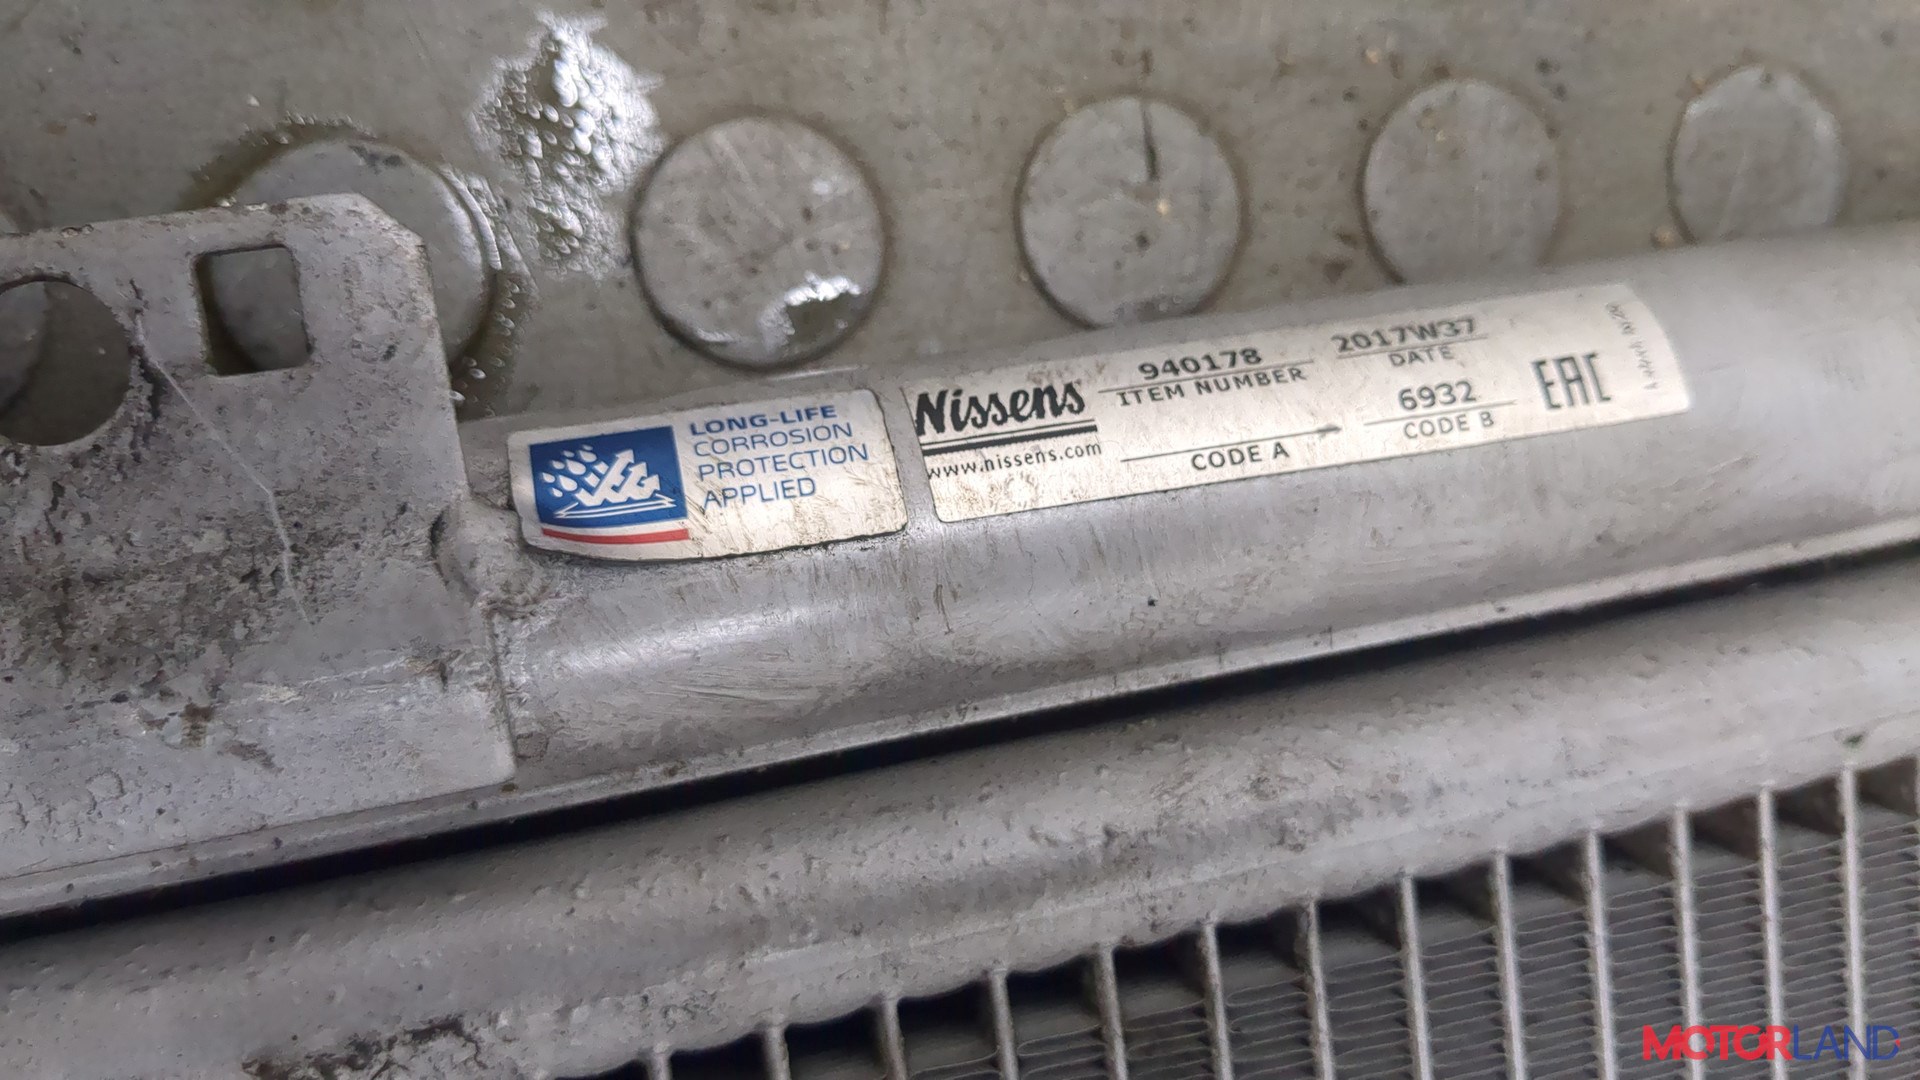 LONG-LIFE
CORROSION
PROTECTION
APPLIED
Nissens
www.nissens.com
940178
ITEM NUMBER
CODE A
2017W37
DATE
6932
CODE B
EAC
MOTORLAND